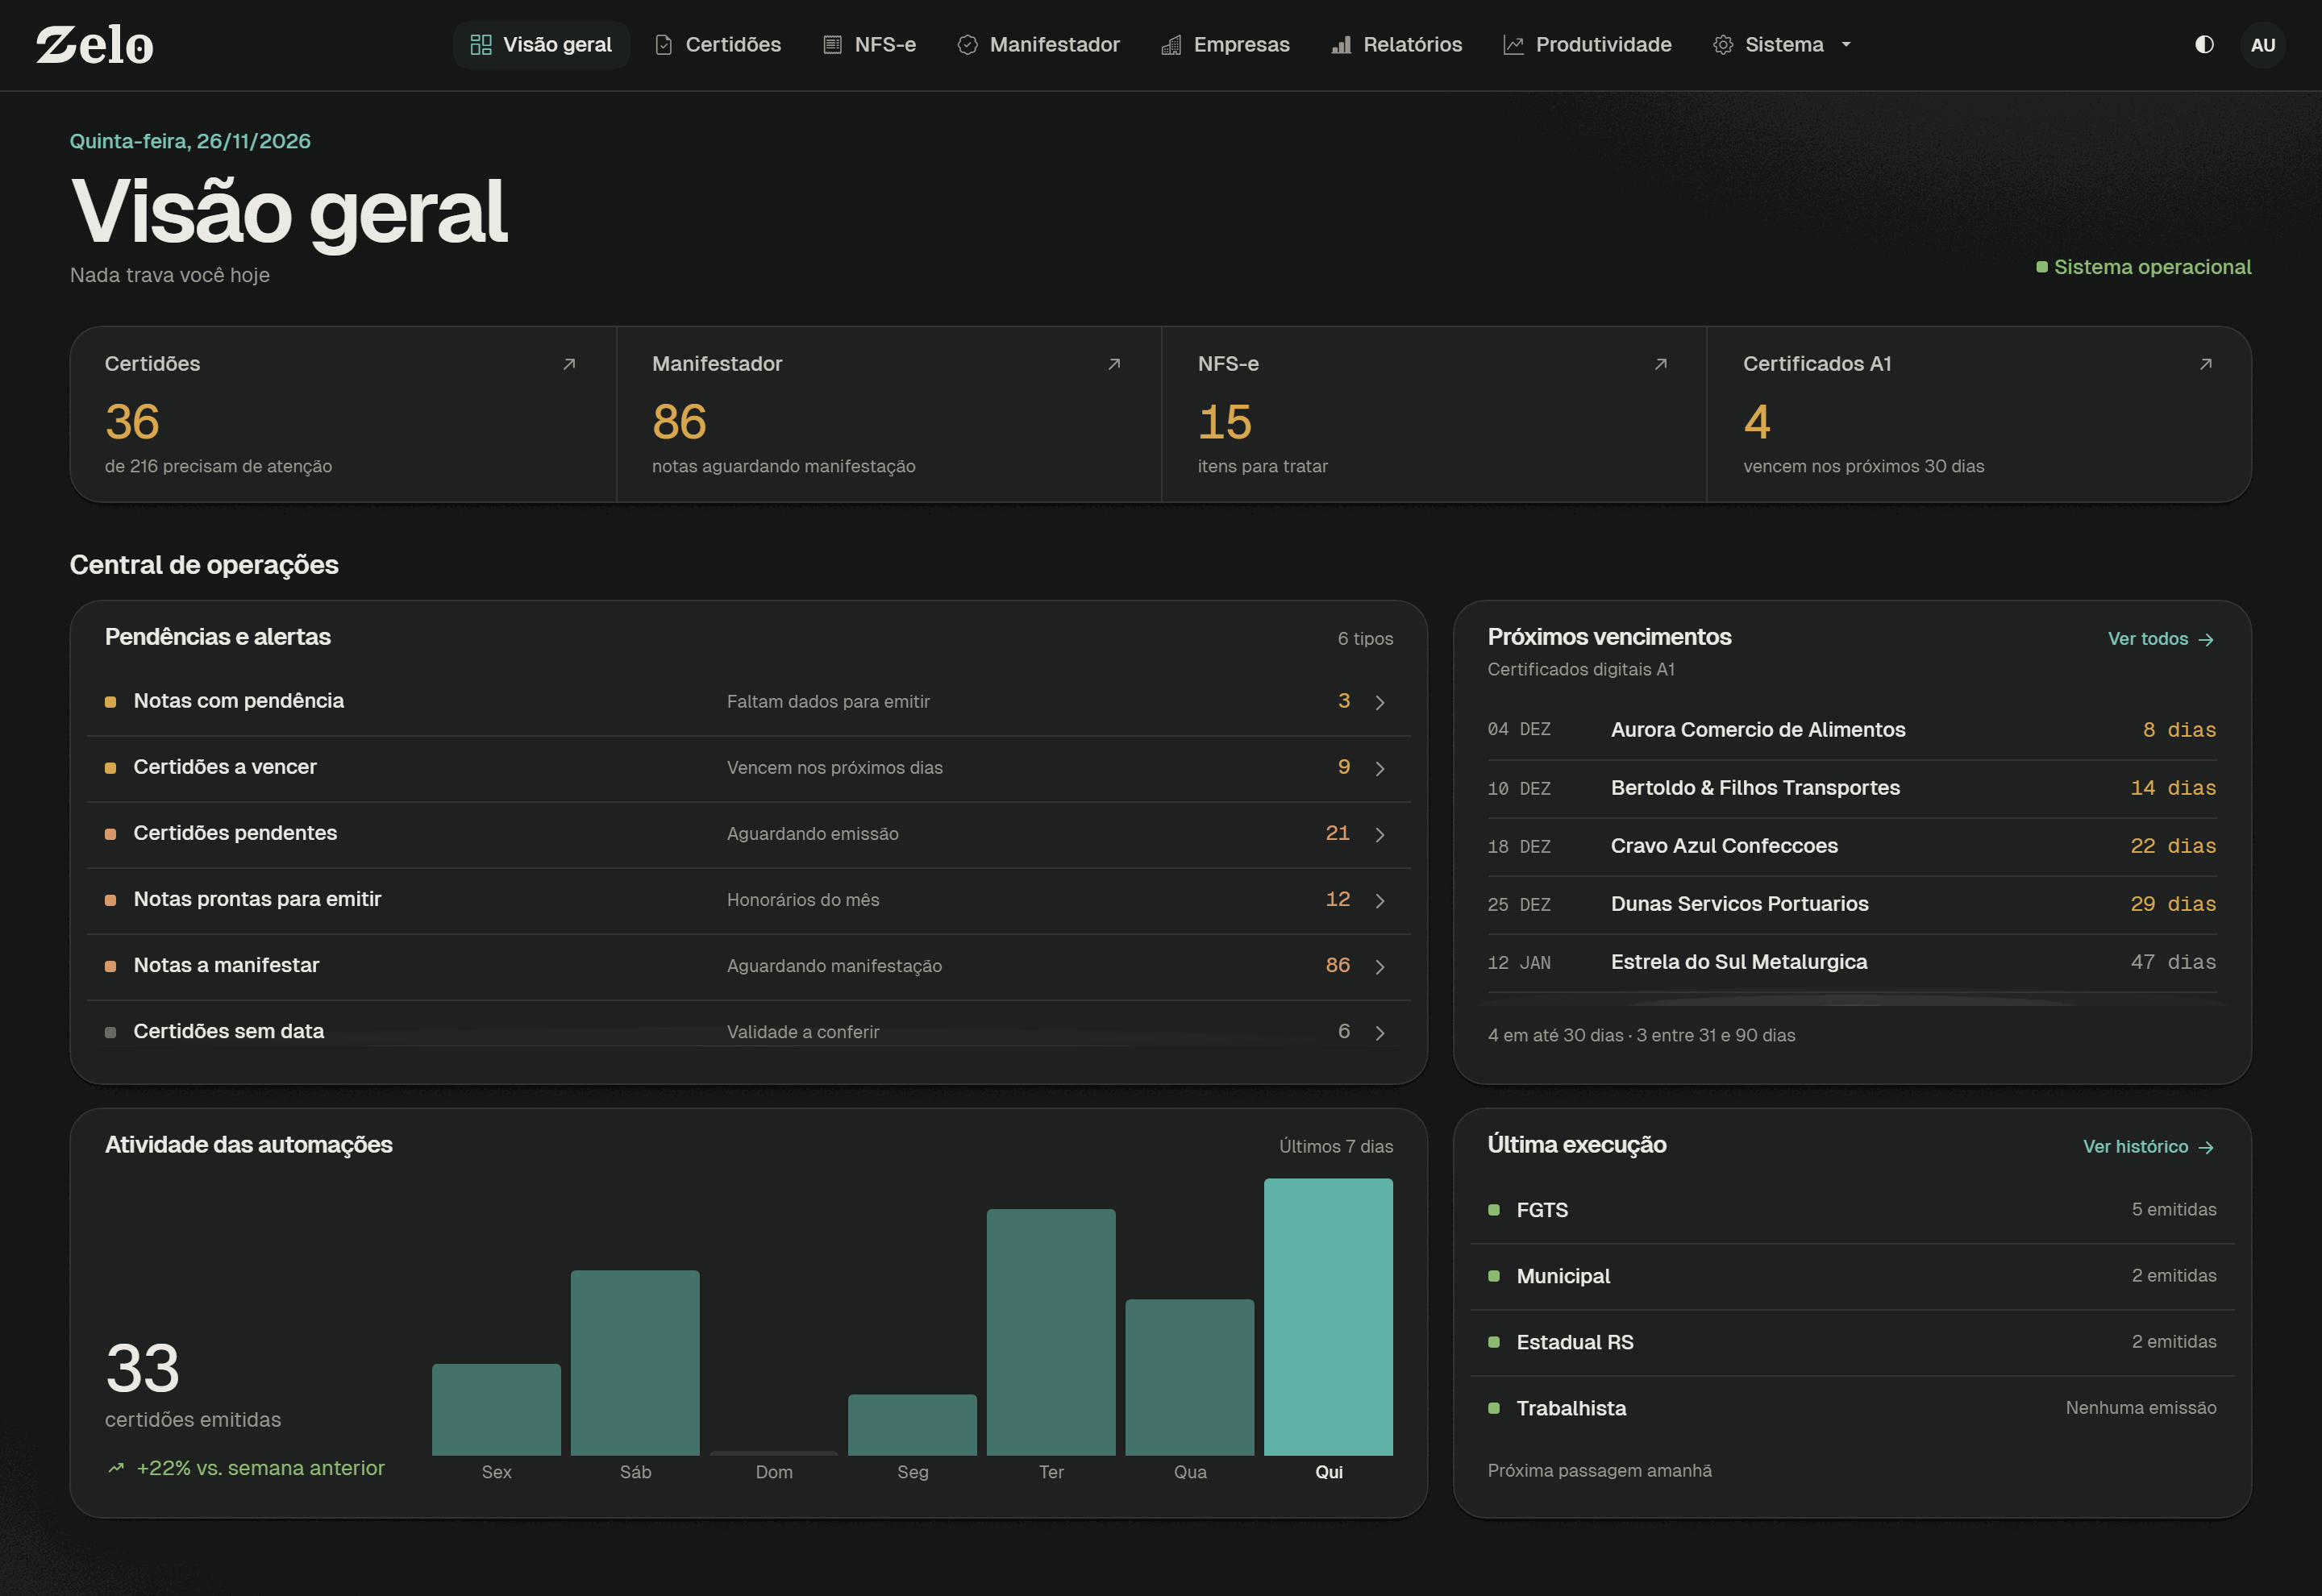 Zelo
Visão geral
Certidões
NFS-e
Manifestador
Empresas
Relatórios
Produtividade
Sistema
AU
Quinta-feira, 26/11/2026
Visão geral
Nada trava você hoje
Sistema operacional
Certidões
36
de 216 precisam de atenção
Manifestador
86
notas aguardando manifestação
NFS-e
15
itens para tratar
Certificados A1
4
vencem nos próximos 30 dias
Central de operações
Pendências e alertas
6 tipos
Notas com pendência
Faltam dados para emitir
3
Certidões a vencer
Vencem nos próximos dias
9
Certidões pendentes
Aguardando emissão
21
Notas prontas para emitir
Honorários do mês
12
Notas a manifestar
Aguardando manifestação
86
Certidões sem data
Validade a conferir
6
Próximos vencimentos
Ver todos →
Certificados digitais A1
04 DEZ
Aurora Comercio de Alimentos
8 dias
10 DEZ
Bertoldo & Filhos Transportes
14 dias
18 DEZ
Cravo Azul Confeccoes
22 dias
25 DEZ
Dunas Servicos Portuarios
29 dias
12 JAN
Estrela do Sul Metalurgica
47 dias
4 em até 30 dias · 3 entre 31 e 90 dias
Atividade das automações
Últimos 7 dias
33
certidões emitidas
+22% vs. semana anterior
Sex
Sáb
Dom
Seg
Ter
Qua
Qui
Última execução
Ver histórico →
FGTS
5 emitidas
Municipal
2 emitidas
Estadual RS
2 emitidas
Trabalhista
Nenhuma emissão
Próxima passagem amanhã